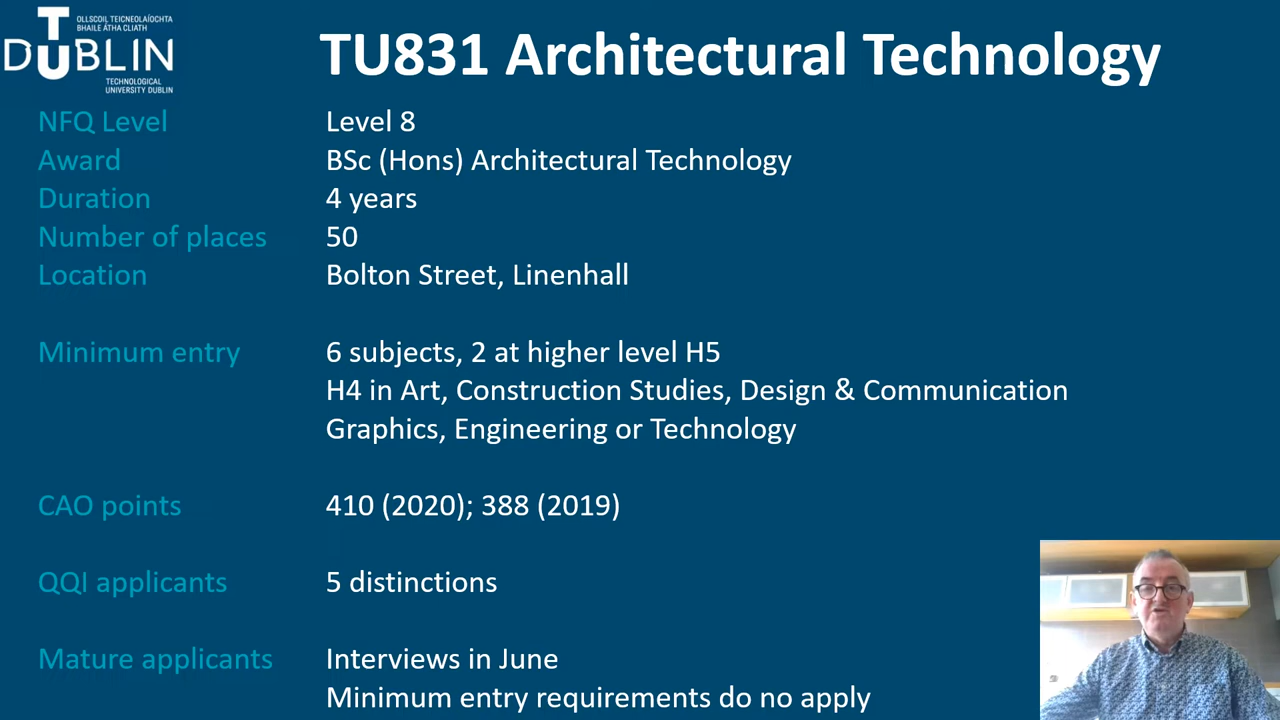 OLLSCOIL TEICNEOLAÍOCHTA
BHAILE ÁTHA CLIATH
TU DUBLIN
TECHNOLOGICAL
UNIVERSITY DUBLIN
TU831 Architectural Technology
NFQ Level Level 8
Award BSc (Hons) Architectural Technology
Duration 4 years
Number of places 50
Location Bolton Street, Linenhall
Minimum entry 6 subjects, 2 at higher level H5
H4 in Art, Construction Studies, Design & Communication
Graphics, Engineering or Technology
CAO points 410 (2020); 388 (2019)
QQI applicants 5 distinctions
Mature applicants Interviews in June
Minimum entry requirements do no apply